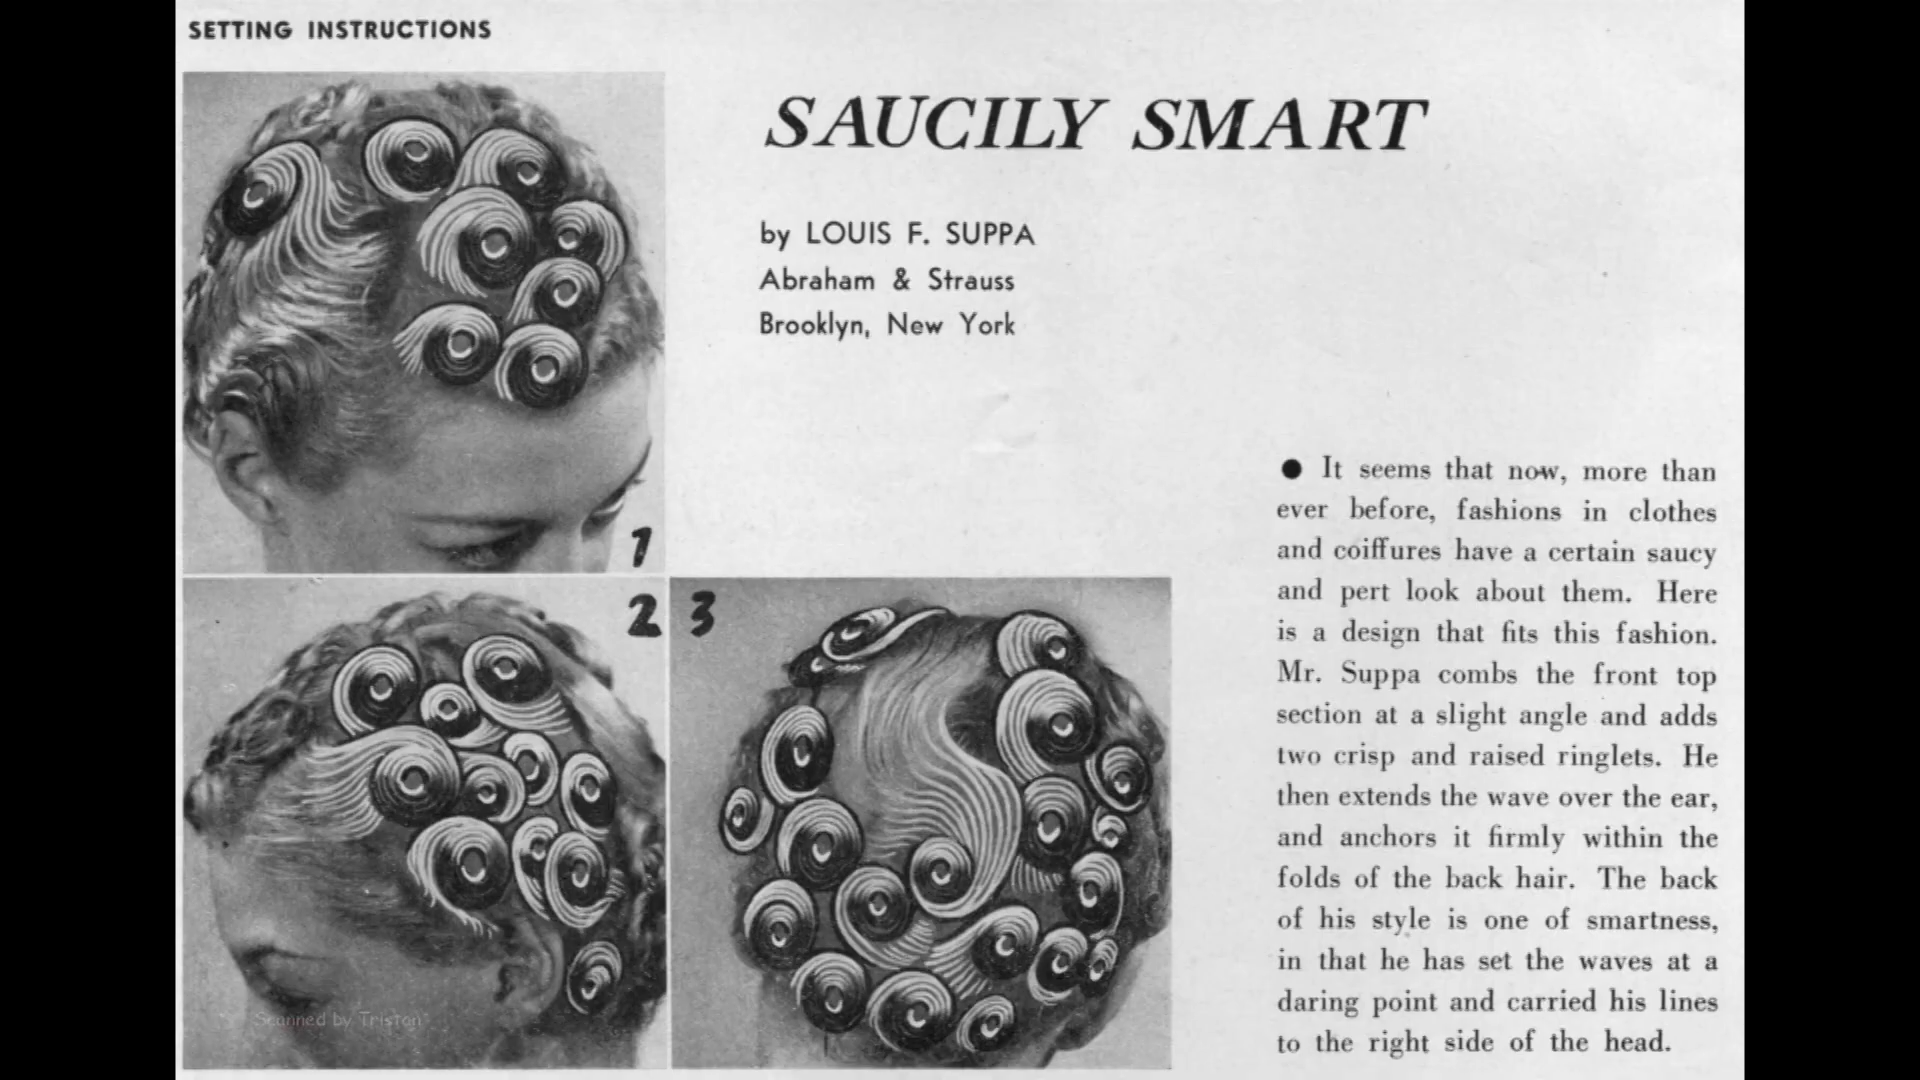 SETTING INSTRUCTIONS
SAUCILY SMART
by LOUIS F. SUPPA
Abraham & Strauss
Brooklyn, New York
1
2
3
● It seems that now, more than
ever before, fashions in clothes
and coiffures have a certain saucy
and pert look about them. Here
is a design that fits this fashion.
Mr. Suppa combs the front top
section at a slight angle and adds
two crisp and raised ringlets. He
then extends the wave over the ear,
and anchors it firmly within the
folds of the back hair. The back
of his style is one of smartness,
in that he has set the waves at a
daring point and carried his lines
to the right side of the head.
Scanned by Tristan